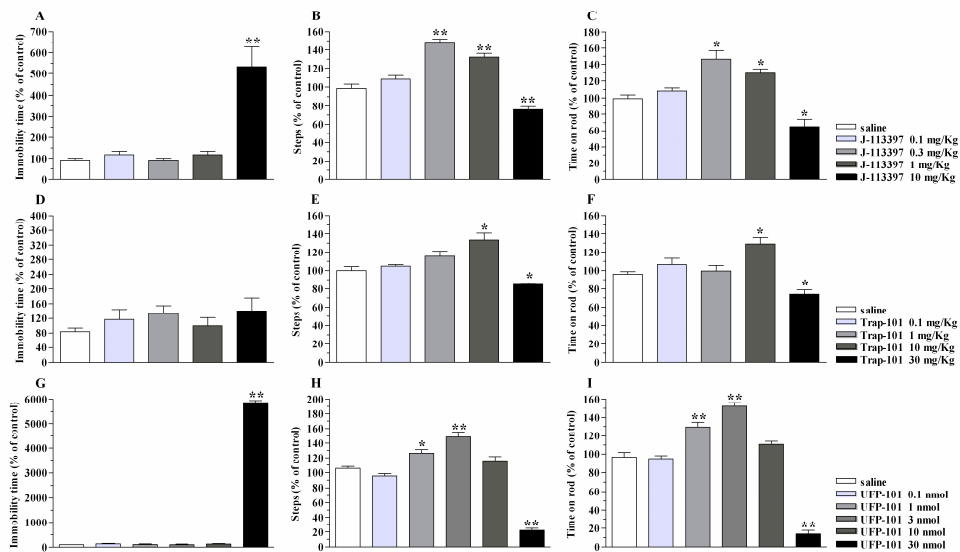 A
Immobility time (% of control)
700
600
500
400
300
200
100
0
**
B
Steps (% of control)
160
140
120
100
80
60
40
20
0
**
**
**
C
Time on rod (% of control)
180
160
140
120
100
80
60
40
20
0
*
*
*
saline
J-113397 0.1 mg/Kg
J-113397 0.3 mg/Kg
J-113397 1 mg/Kg
J-113397 10 mg/Kg
D
Immobility time (% of control)
400
360
320
280
240
200
160
120
80
40
0
E
Steps (% of control)
160
140
120
100
80
60
40
20
0
*
*
F
Time on rod (% of control)
160
140
120
100
80
60
40
20
0
*
*
saline
Trap-101 0.1 mg/Kg
Trap-101 1 mg/Kg
Trap-101 10 mg/Kg
Trap-101 30 mg/Kg
G
Immobility time (% of control)
6000
5000
4000
3000
2000
1000
0
**
H
Steps (% of control)
200
180
160
140
120
100
80
60
40
20
0
*
**
**
I
Time on rod (% of control)
160
140
120
100
80
60
40
20
0
**
**
**
saline
UFP-101 0.1 nmol
UFP-101 1 nmol
UFP-101 3 nmol
UFP-101 10 nmol
UFP-101 30 nmol